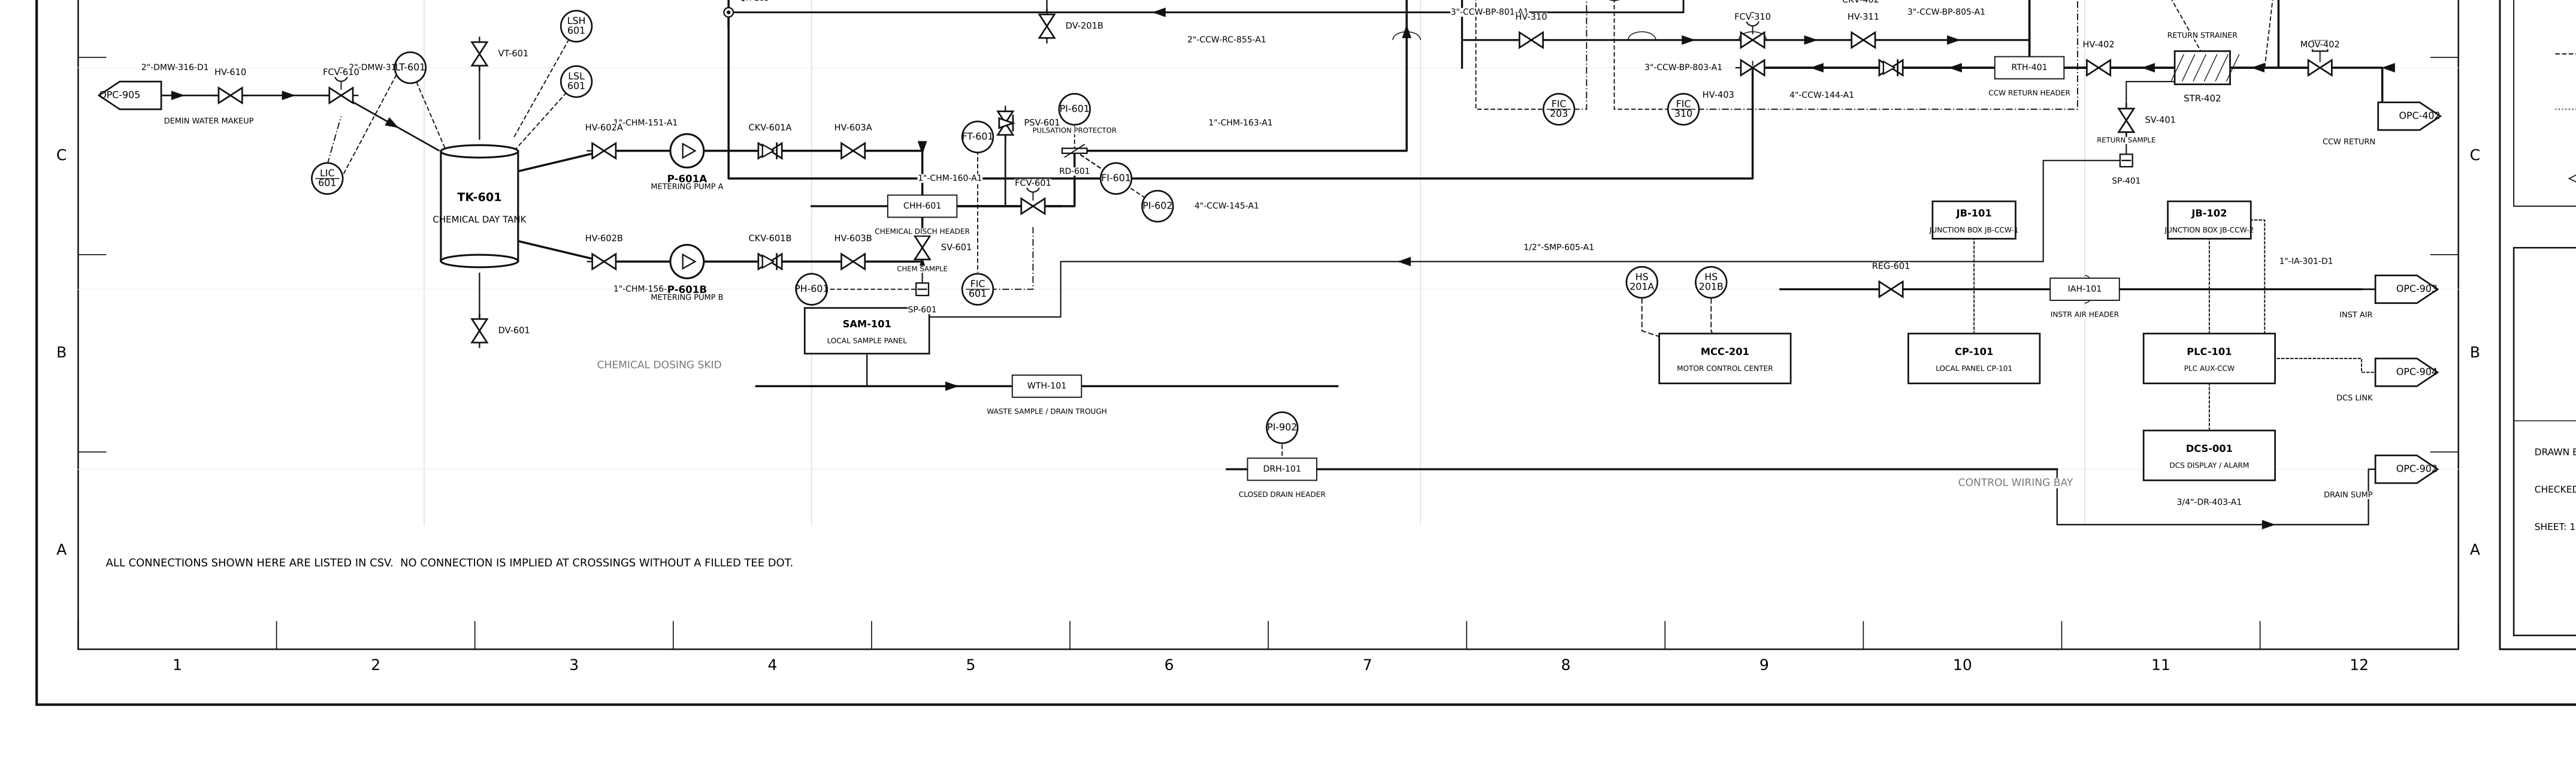 LSH
601
VT-601
DV-201B
2"-CCW-RC-855-A1
3"-CCW-BP-801-A1
HV-310
FCV-310
HV-311
3"-CCW-BP-805-A1
RETURN STRAINER
HV-402
MOV-402
2"-DMW-316-D1
HV-610
FCV-610
LT-601
LSL
601
3"-CCW-BP-803-A1
RTH-401
CCW RETURN HEADER
STR-402
OPC-905
DEMIN WATER MAKEUP
HV-403
4"-CCW-144-A1
FIC
203
FIC
310
OPC-402
CCW RETURN
SV-401
RETURN SAMPLE
SP-401
HV-602A
1"-CHM-151-A1
CKV-601A
HV-603A
FT-601
PSV-601
PI-601
PULSATION PROTECTOR
1"-CHM-163-A1
C
C
LIC
601
TK-601
CHEMICAL DAY TANK
P-601A
METERING PUMP A
1"-CHM-160-A1
RD-601
FCV-601
FI-601
PI-602
4"-CCW-145-A1
CHH-601
CHEMICAL DISCH HEADER
JB-101
JUNCTION BOX JB-CCW-1
JB-102
JUNCTION BOX JB-CCW-2
HV-602B
CKV-601B
HV-603B
SV-601
CHEM SAMPLE
1/2"-SMP-605-A1
REG-601
1"-IA-301-D1
1"-CHM-156-
P-601B
METERING PUMP B
PH-601
FIC
601
SP-601
HS
201A
HS
201B
IAH-101
INSTR AIR HEADER
OPC-903
INST AIR
DV-601
SAM-101
LOCAL SAMPLE PANEL
MCC-201
MOTOR CONTROL CENTER
CP-101
LOCAL PANEL CP-101
PLC-101
PLC AUX-CCW
B
B
CHEMICAL DOSING SKID
OPC-904
DCS LINK
WTH-101
WASTE SAMPLE / DRAIN TROUGH
PI-902
DRH-101
CLOSED DRAIN HEADER
DCS-001
DCS DISPLAY / ALARM
CONTROL WIRING BAY
OPC-902
DRAIN SUMP
3/4"-DR-403-A1
DRAWN B
CHECKED
SHEET: 1
A
A
ALL CONNECTIONS SHOWN HERE ARE LISTED IN CSV. NO CONNECTION IS IMPLIED AT CROSSINGS WITHOUT A FILLED TEE DOT.
1 2 3 4 5 6 7 8 9 10 11 12